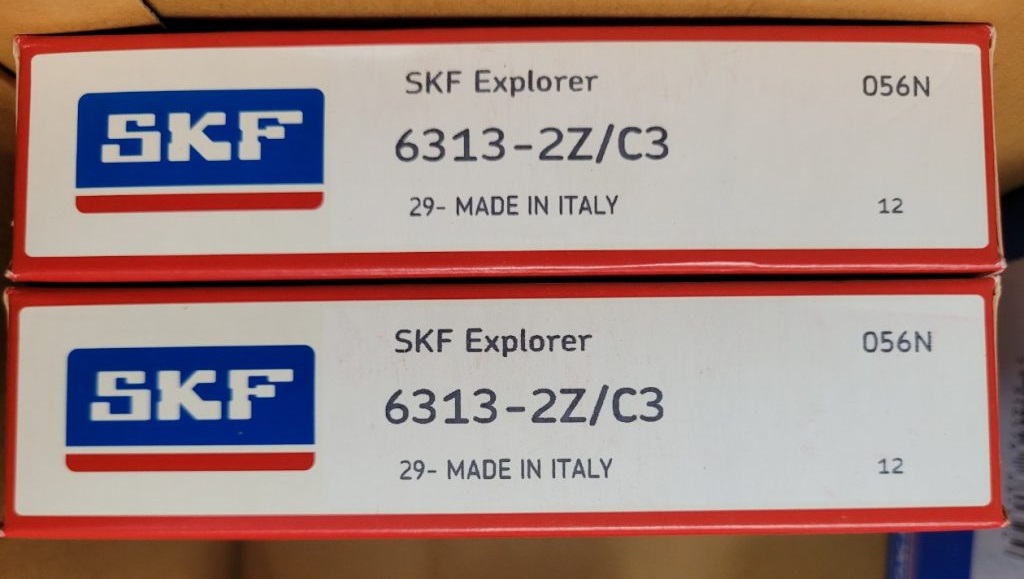 SKF
SKF Explorer
056N
6313-2Z/C3
29- MADE IN ITALY
12
SKF
SKF Explorer
056N
6313-2Z/C3
29- MADE IN ITALY
12